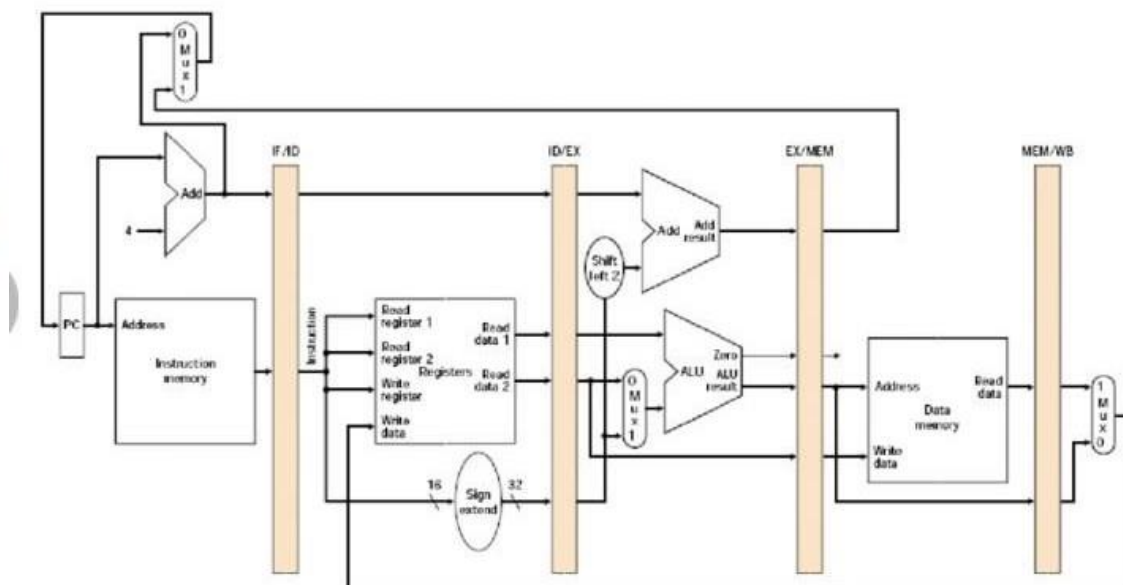 0
M
u
x
1
IF/ID
ID/EX
EX/MEM
MEM/WB
Add
4
Add
Add
result
Shift
left 2
PC
Address
Instruction
memory
Instruction
Read
register 1
Read
register 2
Write
register
Write
data
Registers
Read
data 1
Read
data 2
0
M
u
x
1
Zero
ALU
ALU
result
Address
Read
data
Data
memory
Write
data
1
M
u
x
0
16
Sign
extend
32